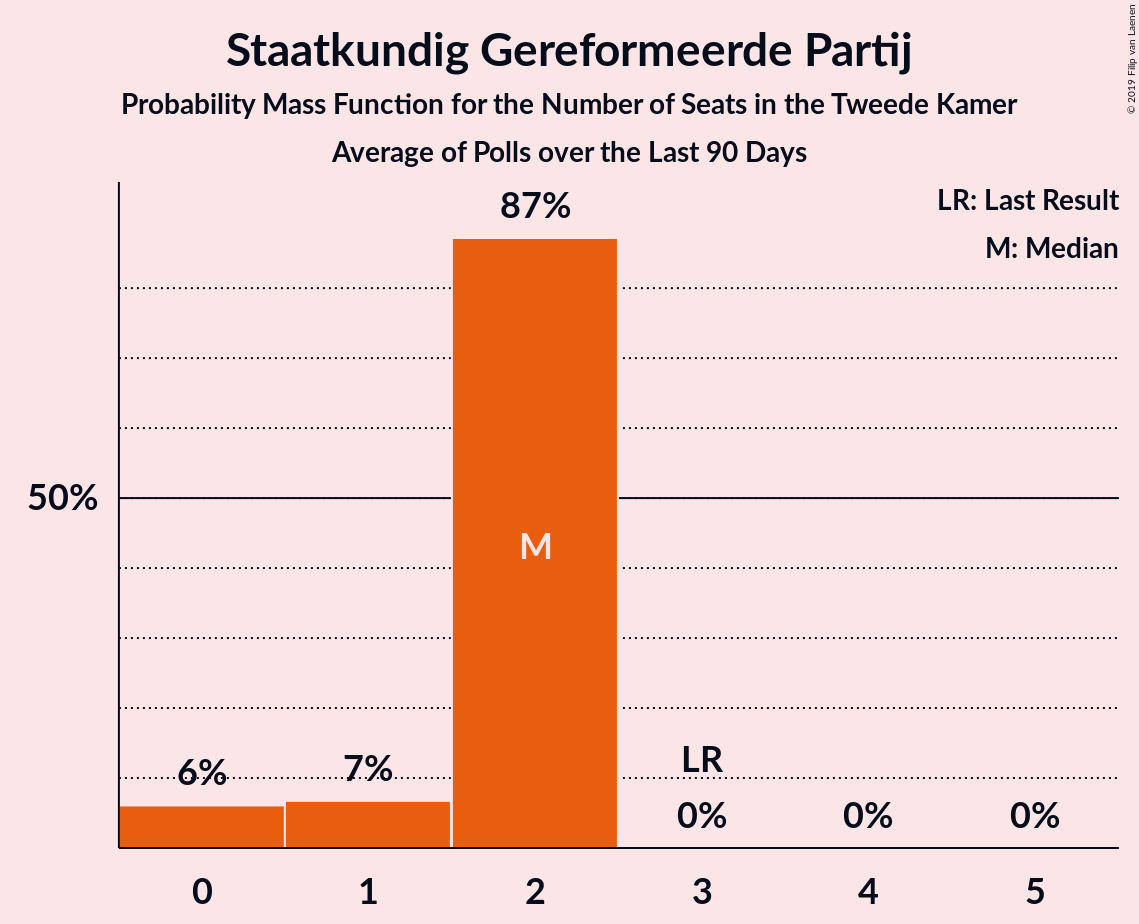 Staatkundig Gereformeerde Partij
Probability Mass Function for the Number of Seats in the Tweede Kamer
Average of Polls over the Last 90 Days
© 2019 Filip van Laenen
LR: Last Result
M: Median
87%
50%
M
6%
7%
LR
0%
0%
0%
0
1
2
3
4
5